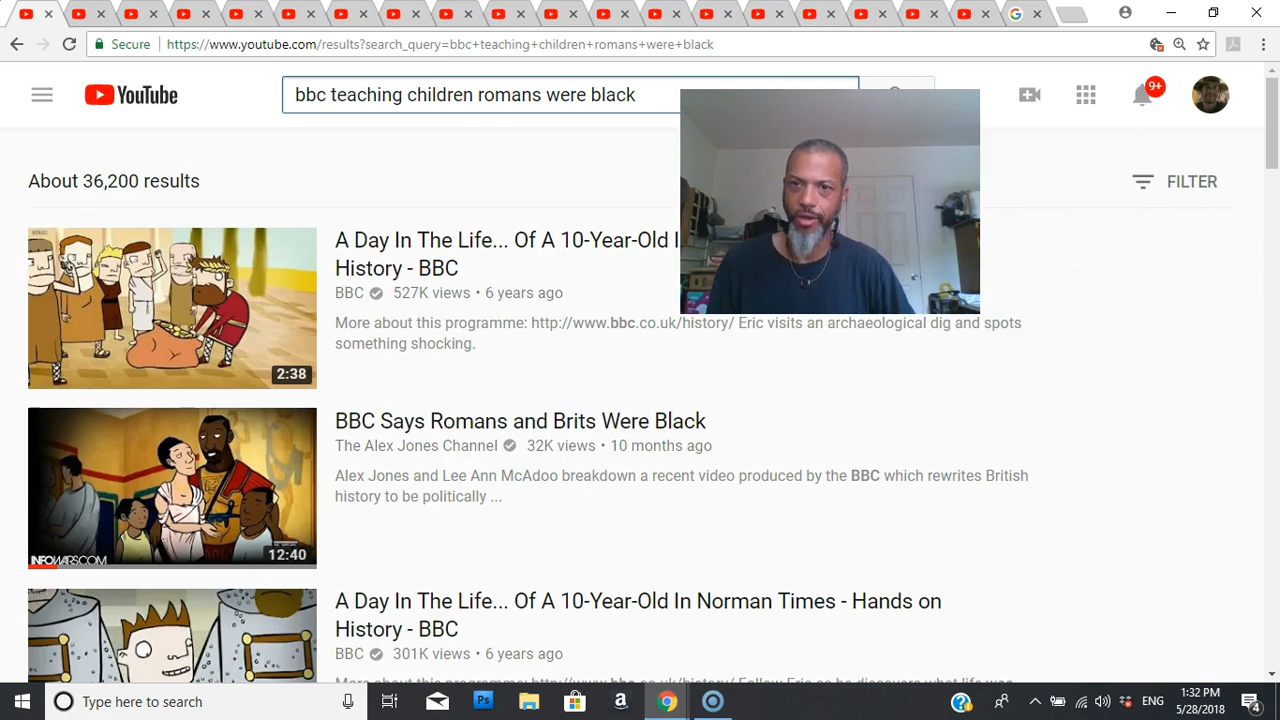 Secure https://www.youtube.com/results?search_query=bbc+teaching+children+romans+were+black
YouTube
bbc teaching children romans were black
9+
About 36,200 results
FILTER
A Day In The Life... Of A 10-Year-Old I
History - BBC
BBC 527K views • 6 years ago
More about this programme: http://www.bbc.co.uk/history/ Eric visits an archaeological dig and spots
something shocking.
2:38
BBC Says Romans and Brits Were Black
The Alex Jones Channel 32K views • 10 months ago
Alex Jones and Lee Ann McAdoo breakdown a recent video produced by the BBC which rewrites British
history to be politically ...
INFOWARS.COM
12:40
A Day In The Life... Of A 10-Year-Old In Norman Times - Hands on
History - BBC
BBC 301K views • 6 years ago
Type here to search
Ps
a
ENG
1:32 PM
5/28/2018
4